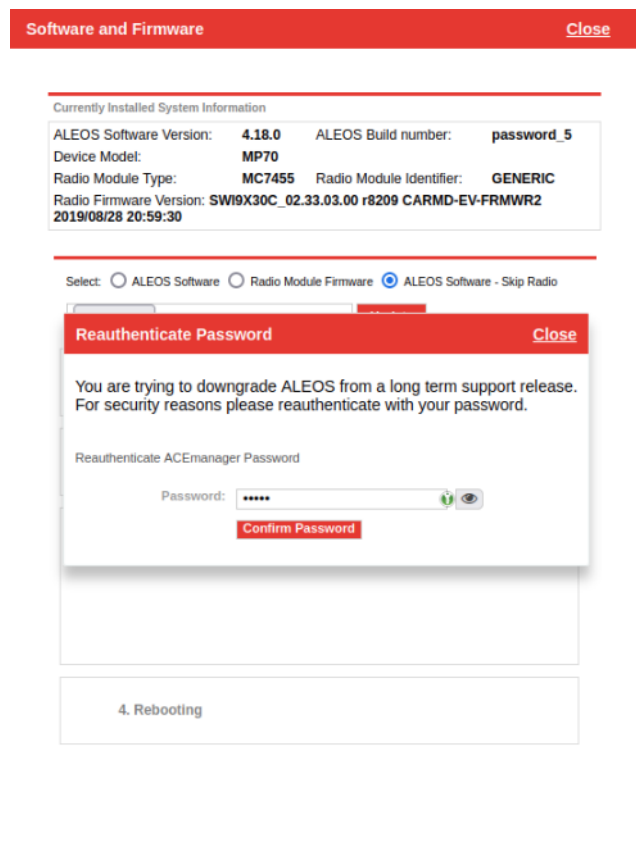 Software and Firmware Close
Currently Installed System Information
ALEOS Software Version: 4.18.0 ALEOS Build number: password_5
Device Model: MP70
Radio Module Type: MC7455 Radio Module Identifier: GENERIC
Radio Firmware Version: SWI9X30C_02.33.03.00 r8209 CARMD-EV-FRMWR2
2019/08/28 20:59:30
Select: ALEOS Software Radio Module Firmware ALEOS Software - Skip Radio
Reauthenticate Password Close
You are trying to downgrade ALEOS from a long term support release.
For security reasons please reauthenticate with your password.
Reauthenticate ACEmanager Password
Password: •••••
Confirm Password
4. Rebooting